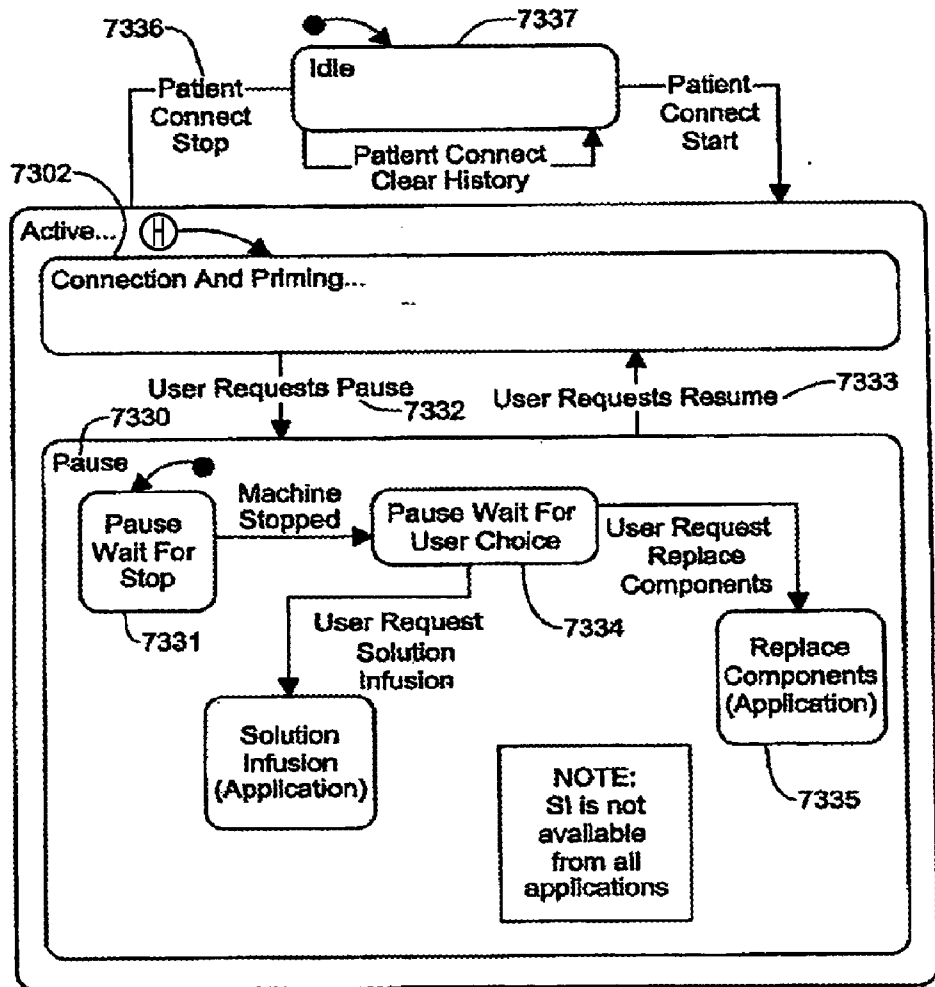 7336
7337
Idle
Patient
Connect
Stop
Patient
Connect
Start
Patient Connect
Clear History
7302
Active...
H
Connection And Priming...
User Requests Pause
7332
User Requests Resume
7333
7330
Pause
Pause
Wait For
Stop
7331
Machine
Stopped
Pause Wait For
User Choice
7334
User Request
Replace
Components
User Request
Solution
Infusion
Replace
Components
(Application)
7335
Solution
Infusion
(Application)
NOTE:
SI is not
available
from all
applications